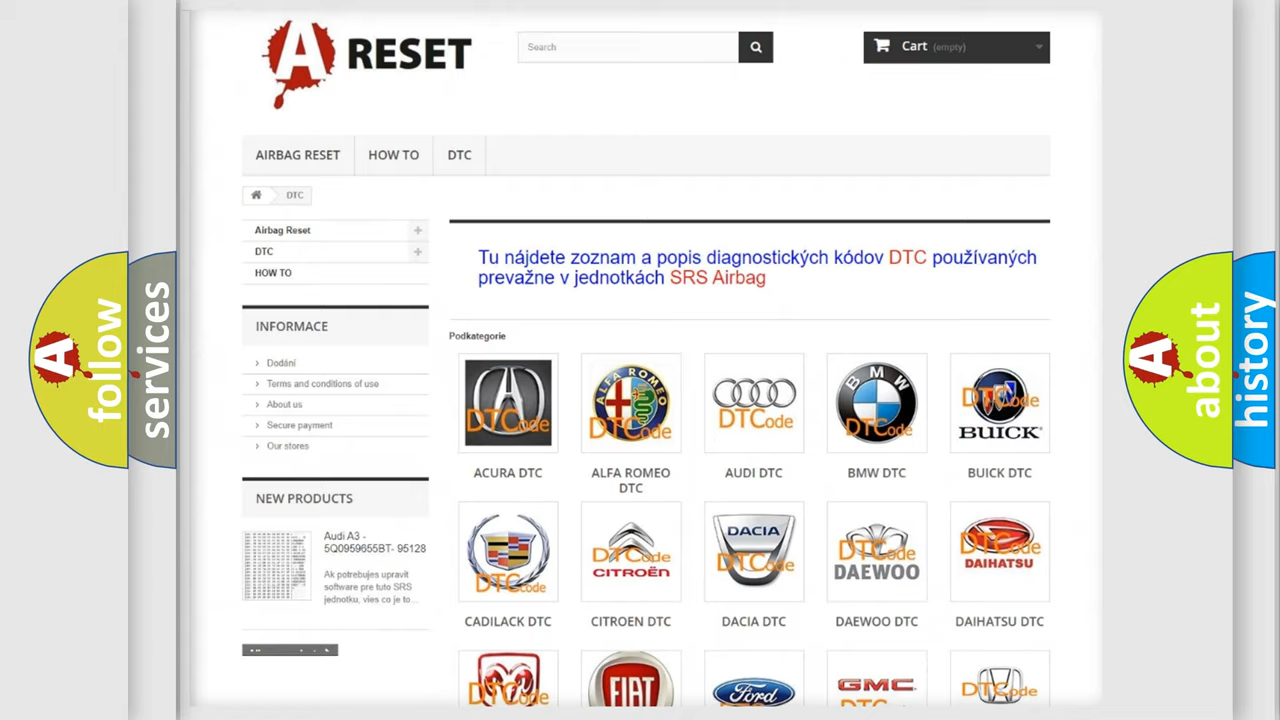 A RESET
Search
Cart (empty)
AIRBAG RESET
HOW TO
DTC
DTC
Airbag Reset
DTC
HOW TO
Tu nájdete zoznam a popis diagnostických kódov DTC používaných
prevažne v jednotkách SRS Airbag
INFORMACE
Dodání
Terms and conditions of use
About us
Secure payment
Our stores
Podkategorie
DTCode
ALFA ROMEO
DTCode
DTCode
BMW
DTCode
DTCode
BUICK
ACURA DTC
ALFA ROMEO
DTC
AUDI DTC
BMW DTC
BUICK DTC
NEW PRODUCTS
Audi A3 -
5Q0959655BT- 95128
Ak potrebujes upravit
software pre tuto SRS
jednotku, vies co je to...
DTCode
DTCode
CITROËN
DACIA
DTCode
DTCode
DAEWOO
DTCode
DAIHATSU
CADILACK DTC
CITROEN DTC
DACIA DTC
DAEWOO DTC
DAIHATSU DTC
DTCode
FIAT
Ford
GMC
DTCode
A
follow
services
A
about
history